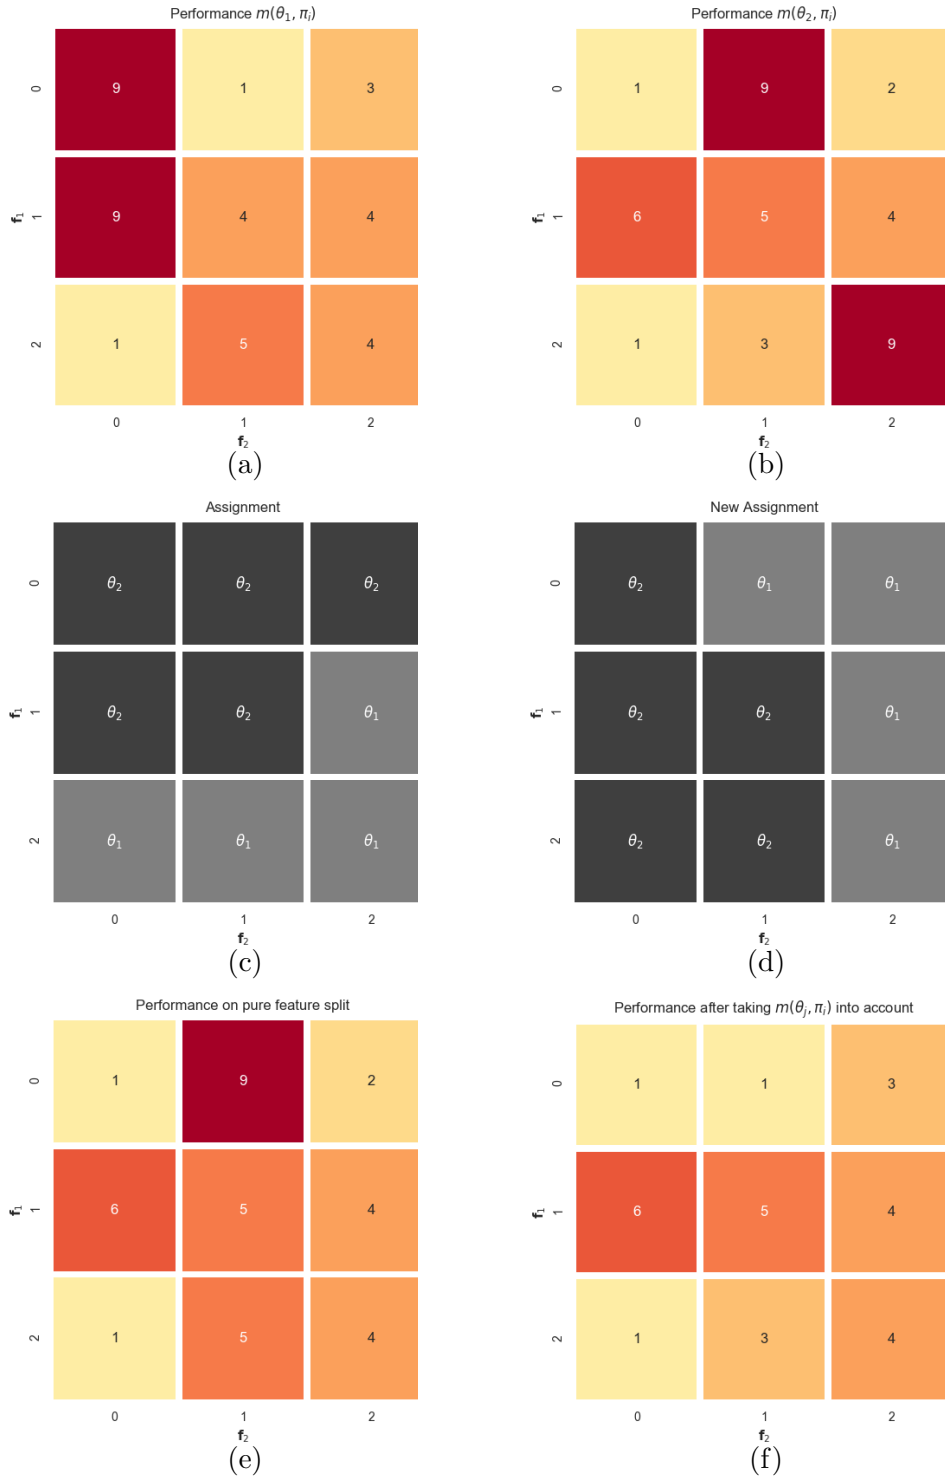 Performance m(θ₁, πᵢ)
0 9 1 3
f₁ 1 9 4 4
2 1 5 4
0 1 2
f₂
(a)
Performance m(θ₂, πᵢ)
0 1 9 2
f₁ 1 6 5 4
2 1 3 9
0 1 2
f₂
(b)
Assignment
0 θ₂ θ₂ θ₂
f₁ 1 θ₂ θ₂ θ₁
2 θ₁ θ₁ θ₁
0 1 2
f₂
(c)
New Assignment
0 θ₂ θ₁ θ₁
f₁ 1 θ₂ θ₂ θ₁
2 θ₂ θ₂ θ₁
0 1 2
f₂
(d)
Performance on pure feature split
0 1 9 2
f₁ 1 6 5 4
2 1 5 4
0 1 2
f₂
(e)
Performance after taking m(θⱼ, πᵢ) into account
0 1 1 3
f₁ 1 6 5 4
2 1 3 4
0 1 2
f₂
(f)